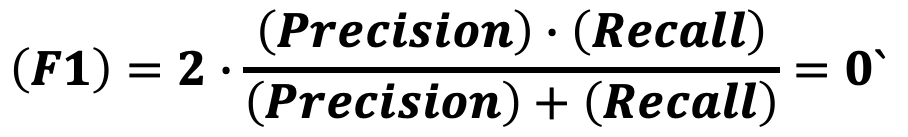 (F1) = 2 · (Precision) · (Recall) / (Precision) + (Recall) = 0`